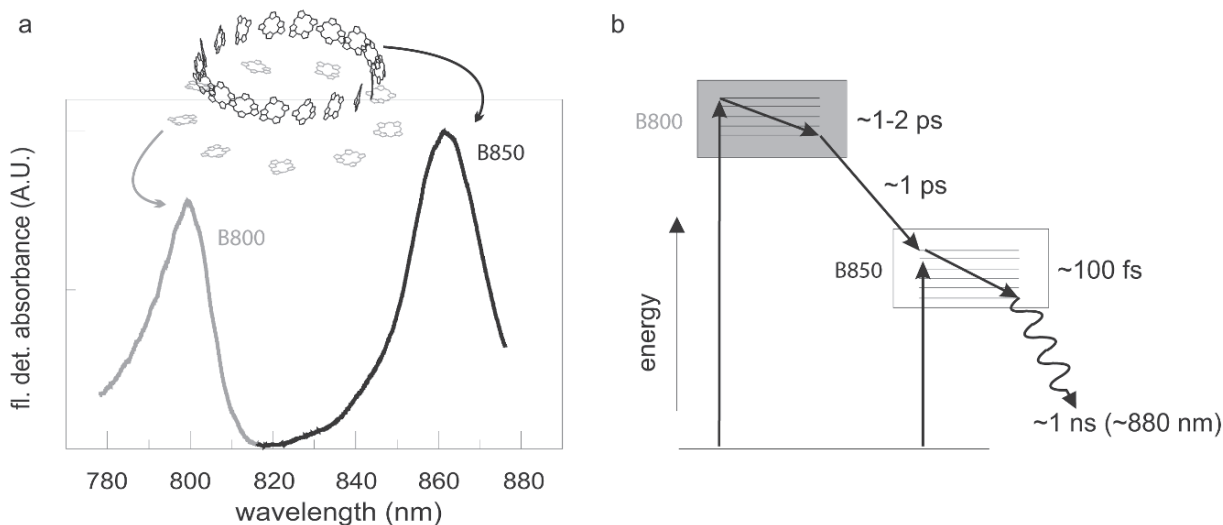 a
fl. det. absorbance (A.U.)
B850
B800
780
800
820
840
860
880
wavelength (nm)
b
B800
~1-2 ps
~1 ps
B850
~100 fs
energy
~1 ns (~880 nm)